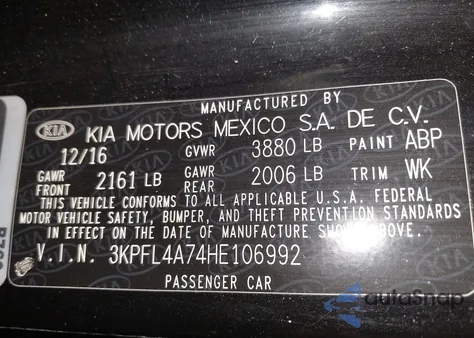 MANUFACTURED BY
KIA KIA MOTORS MEXICO S.A. DE C.V.
12/16 GVWR 3880 LB PAINT ABP
GAWR FRONT 2161 LB GAWR REAR 2006 LB TRIM WK
THIS VEHICLE CONFORMS TO ALL APPLICABLE U.S.A. FEDERAL
MOTOR VEHICLE SAFETY, BUMPER, AND THEFT PREVENTION STANDARDS
IN EFFECT ON THE DATE OF MANUFACTURE SHOWN ABOVE.
V.I.N. 3KPFL4A74HE106992
PASSENGER CAR
autoSnap